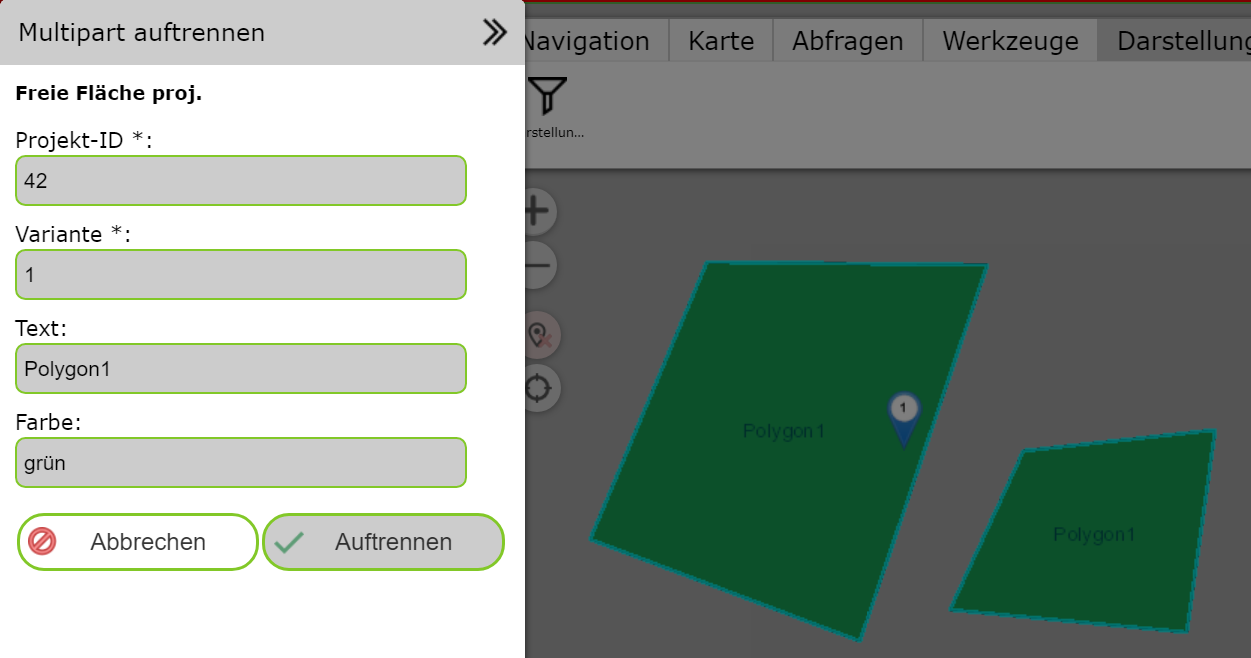 Multipart auftrennen
Navigation Karte Abfragen Werkzeuge Darstellung
rstellun...
Freie Fläche proj.
Projekt-ID *:
42
Variante *:
1
Text:
Polygon1
Farbe:
grün
Abbrechen Auftrennen
1
Polygon1
Polygon1